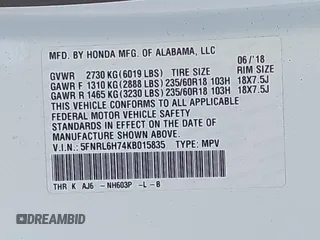 MFD. BY HONDA MFG. OF ALABAMA, LLC
GVWR 2730 KG (6019 LBS) TIRE SIZE 06/'18 RIM SIZE
GAWR F 1310 KG (2888 LBS) 235/60R18 103H 18X7.5J
GAWR R 1465 KG (3230 LBS) 235/60R18 103H 18X7.5J
THIS VEHICLE CONFORMS TO ALL APPLICABLE
FEDERAL MOTOR VEHICLE SAFETY STANDARDS
IN EFFECT ON THE DATE OF
MANUFACTURE SHOWN ABOVE.
V.I.N.: 5FNRL6H74KB015835 TYPE: MPV
THR K AJ6 -NH603P -L -B
DREAMBID